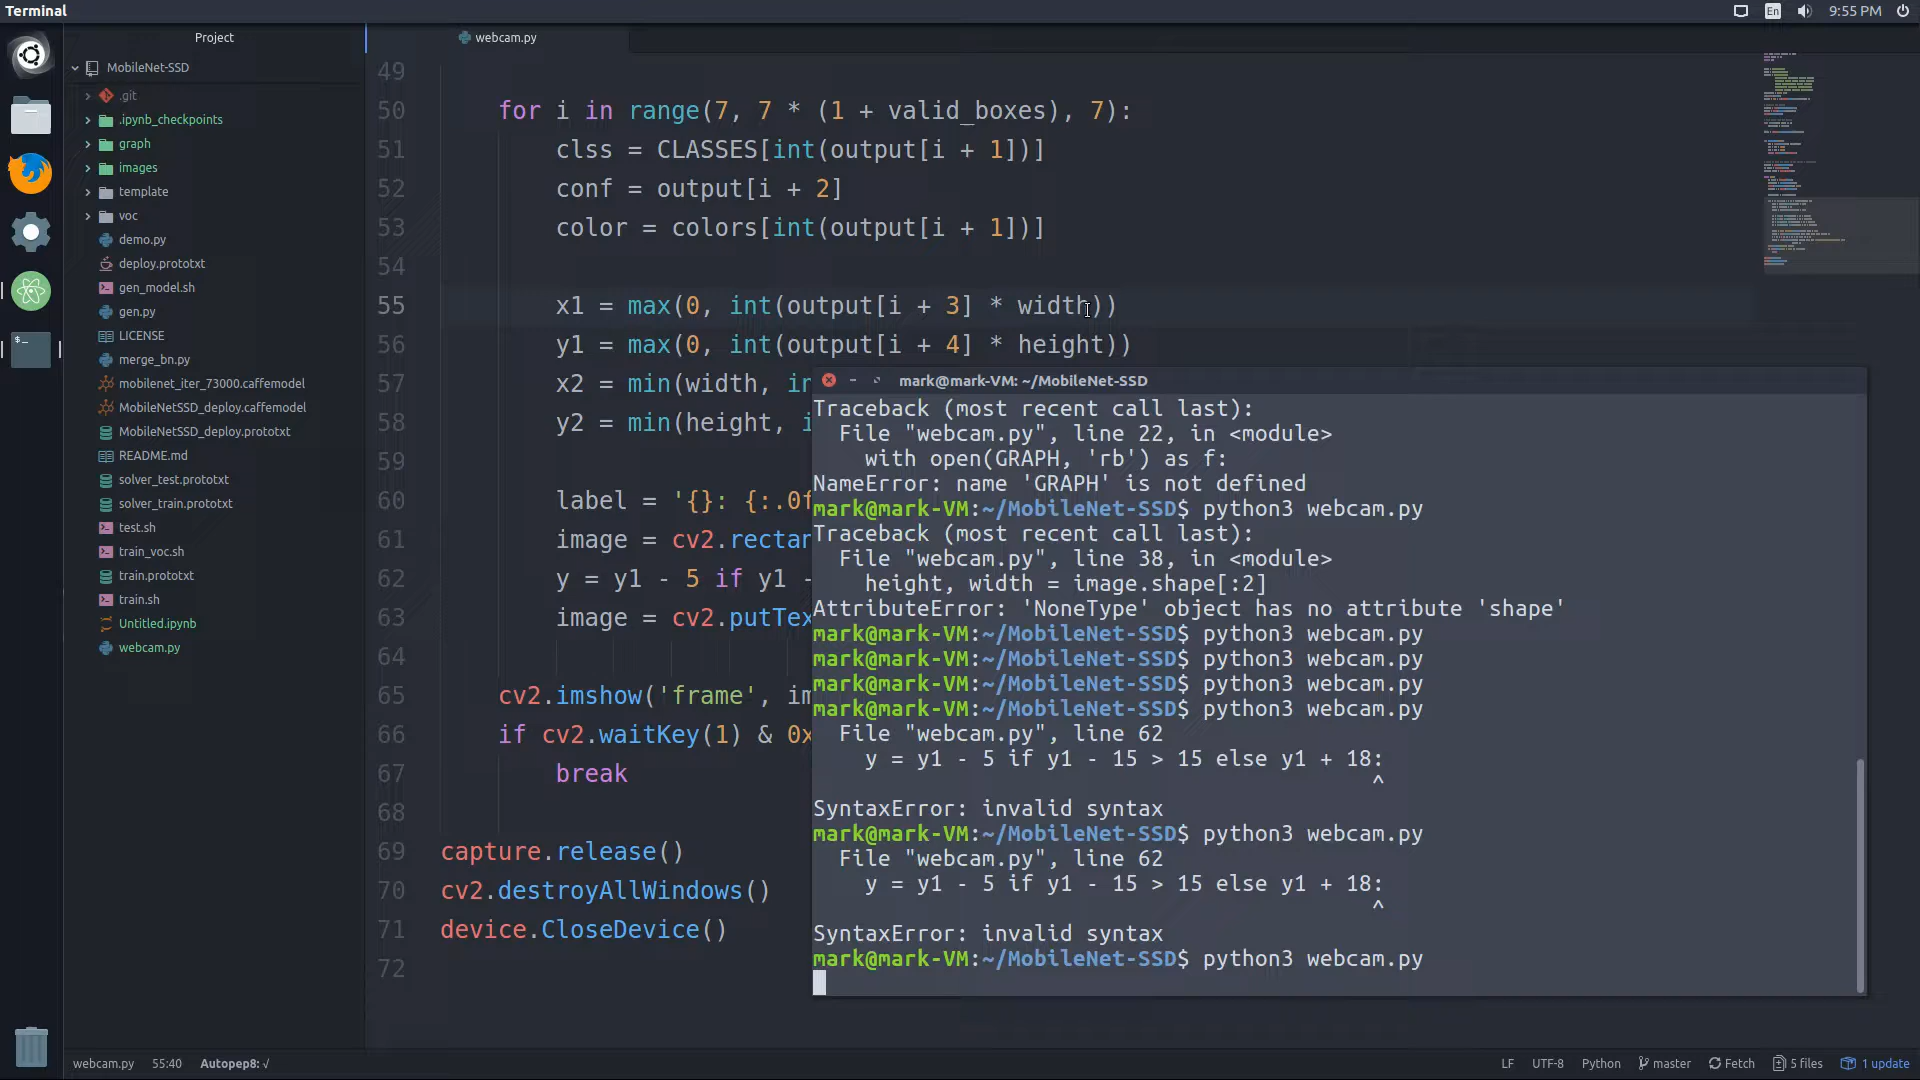 Terminal
En
9:55 PM
Project
webcam.py
MobileNet-SSD
.git
.ipynb_checkpoints
graph
images
template
voc
demo.py
deploy.prototxt
gen_model.sh
gen.py
LICENSE
merge_bn.py
mobilenet_iter_73000.caffemodel
MobileNetSSD_deploy.caffemodel
MobileNetSSD_deploy.prototxt
README.md
solver_test.prototxt
solver_train.prototxt
test.sh
train_voc.sh
train.prototxt
train.sh
Untitled.ipynb
webcam.py
49
50 for i in range(7, 7 * (1 + valid_boxes), 7):
51 clss = CLASSES[int(output[i + 1])]
52 conf = output[i + 2]
53 color = colors[int(output[i + 1])]
54
55 x1 = max(0, int(output[i + 3] * width))
56 y1 = max(0, int(output[i + 4] * height))
57 x2 = min(width, in
58 y2 = min(height, i
59
60 label = '{}: {:.0f
61 image = cv2.rectan
62 y = y1 - 5 if y1 -
63 image = cv2.putTex
64
65 cv2.imshow('frame', im
66 if cv2.waitKey(1) & 0x
67 break
68
69 capture.release()
70 cv2.destroyAllWindows()
71 device.CloseDevice()
72
mark@mark-VM: ~/MobileNet-SSD
Traceback (most recent call last):
File "webcam.py", line 22, in <module>
with open(GRAPH, 'rb') as f:
NameError: name 'GRAPH' is not defined
mark@mark-VM:~/MobileNet-SSD$ python3 webcam.py
Traceback (most recent call last):
File "webcam.py", line 38, in <module>
height, width = image.shape[:2]
AttributeError: 'NoneType' object has no attribute 'shape'
mark@mark-VM:~/MobileNet-SSD$ python3 webcam.py
mark@mark-VM:~/MobileNet-SSD$ python3 webcam.py
mark@mark-VM:~/MobileNet-SSD$ python3 webcam.py
mark@mark-VM:~/MobileNet-SSD$ python3 webcam.py
File "webcam.py", line 62
y = y1 - 5 if y1 - 15 > 15 else y1 + 18:
^
SyntaxError: invalid syntax
mark@mark-VM:~/MobileNet-SSD$ python3 webcam.py
File "webcam.py", line 62
y = y1 - 5 if y1 - 15 > 15 else y1 + 18:
^
SyntaxError: invalid syntax
mark@mark-VM:~/MobileNet-SSD$ python3 webcam.py
webcam.py 55:40 Autopep8: √
LF UTF-8 Python master Fetch 5 files 1 update